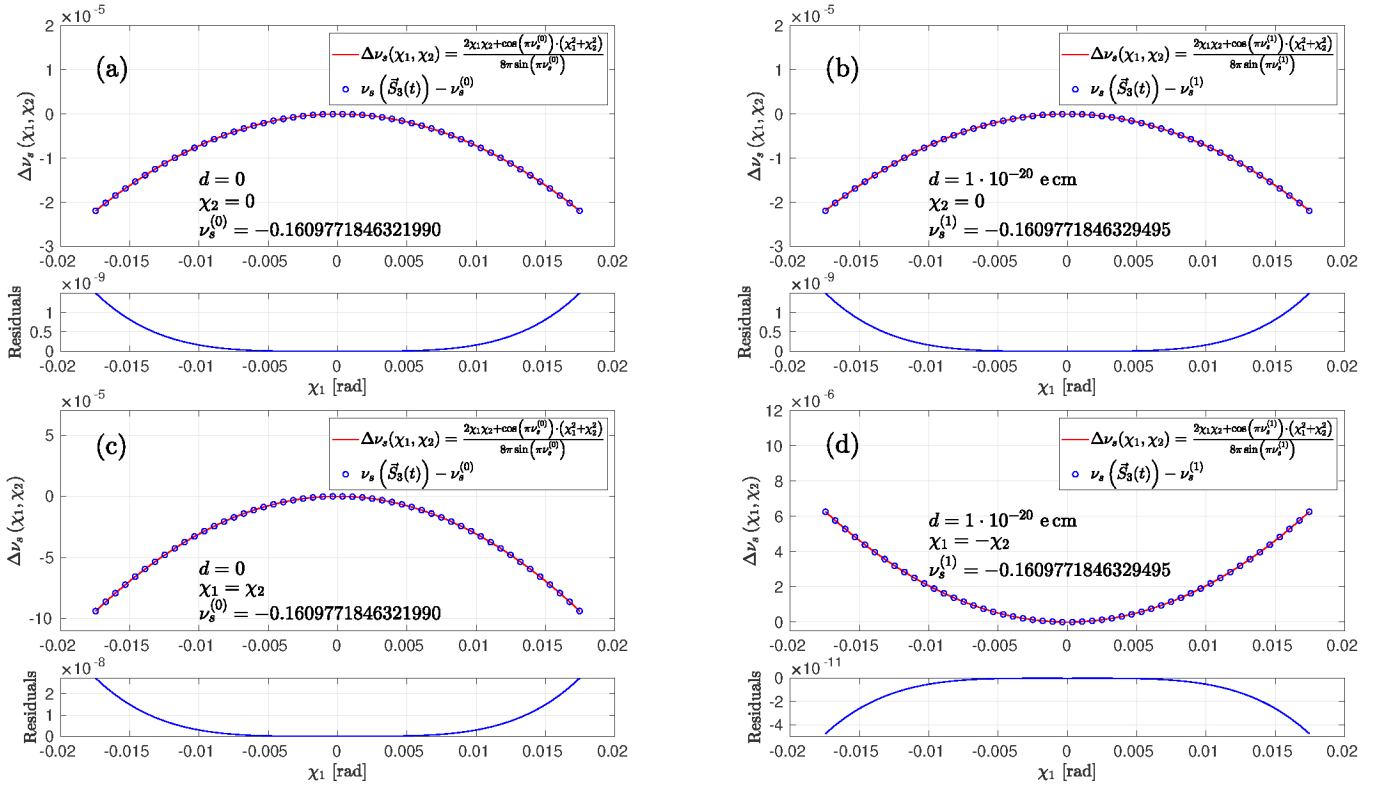 ×10⁻⁵
2
1
0
-1
-2
-3
Δν_s (χ₁, χ₂)
(a)
Δν_s(χ₁, χ₂) = (2χ₁χ₂+cos(πν_s^(0))·(χ₁²+χ₂²))/(8π sin(πν_s^(0)))
ν_s (S⃗₃(t)) − ν_s^(0)
d = 0
χ₂ = 0
ν_s^(0) = −0.1609771846321990
-0.02 -0.015 -0.01 -0.005 0 0.005 0.01 0.015 0.02
×10⁻⁹
Residuals
1
0.5
0
-0.02 -0.015 -0.01 -0.005 0 0.005 0.01 0.015 0.02
χ₁ [rad]
×10⁻⁵
2
1
0
-1
-2
-3
Δν_s (χ₁, χ₂)
(b)
Δν_s(χ₁, χ₂) = (2χ₁χ₂+cos(πν_s^(1))·(χ₁²+χ₂²))/(8π sin(πν_s^(1)))
ν_s (S⃗₃(t)) − ν_s^(1)
d = 1 · 10⁻²⁰ e cm
χ₂ = 0
ν_s^(1) = −0.1609771846329495
-0.02 -0.015 -0.01 -0.005 0 0.005 0.01 0.015 0.02
×10⁻⁹
Residuals
1
0.5
0
-0.02 -0.015 -0.01 -0.005 0 0.005 0.01 0.015 0.02
χ₁ [rad]
×10⁻⁵
5
0
-5
-10
Δν_s (χ₁, χ₂)
(c)
Δν_s(χ₁, χ₂) = (2χ₁χ₂+cos(πν_s^(0))·(χ₁²+χ₂²))/(8π sin(πν_s^(0)))
ν_s (S⃗₃(t)) − ν_s^(0)
d = 0
χ₁ = χ₂
ν_s^(0) = −0.1609771846321990
-0.02 -0.015 -0.01 -0.005 0 0.005 0.01 0.015 0.02
×10⁻⁸
Residuals
2
1
0
-0.02 -0.015 -0.01 -0.005 0 0.005 0.01 0.015 0.02
χ₁ [rad]
×10⁻⁶
12
10
8
6
4
2
0
Δν_s (χ₁, χ₂)
(d)
Δν_s(χ₁, χ₂) = (2χ₁χ₂+cos(πν_s^(1))·(χ₁²+χ₂²))/(8π sin(πν_s^(1)))
ν_s (S⃗₃(t)) − ν_s^(1)
d = 1 · 10⁻²⁰ e cm
χ₁ = −χ₂
ν_s^(1) = −0.1609771846329495
-0.02 -0.015 -0.01 -0.005 0 0.005 0.01 0.015 0.02
×10⁻¹¹
Residuals
0
-2
-4
-0.02 -0.015 -0.01 -0.005 0 0.005 0.01 0.015 0.02
χ₁ [rad]